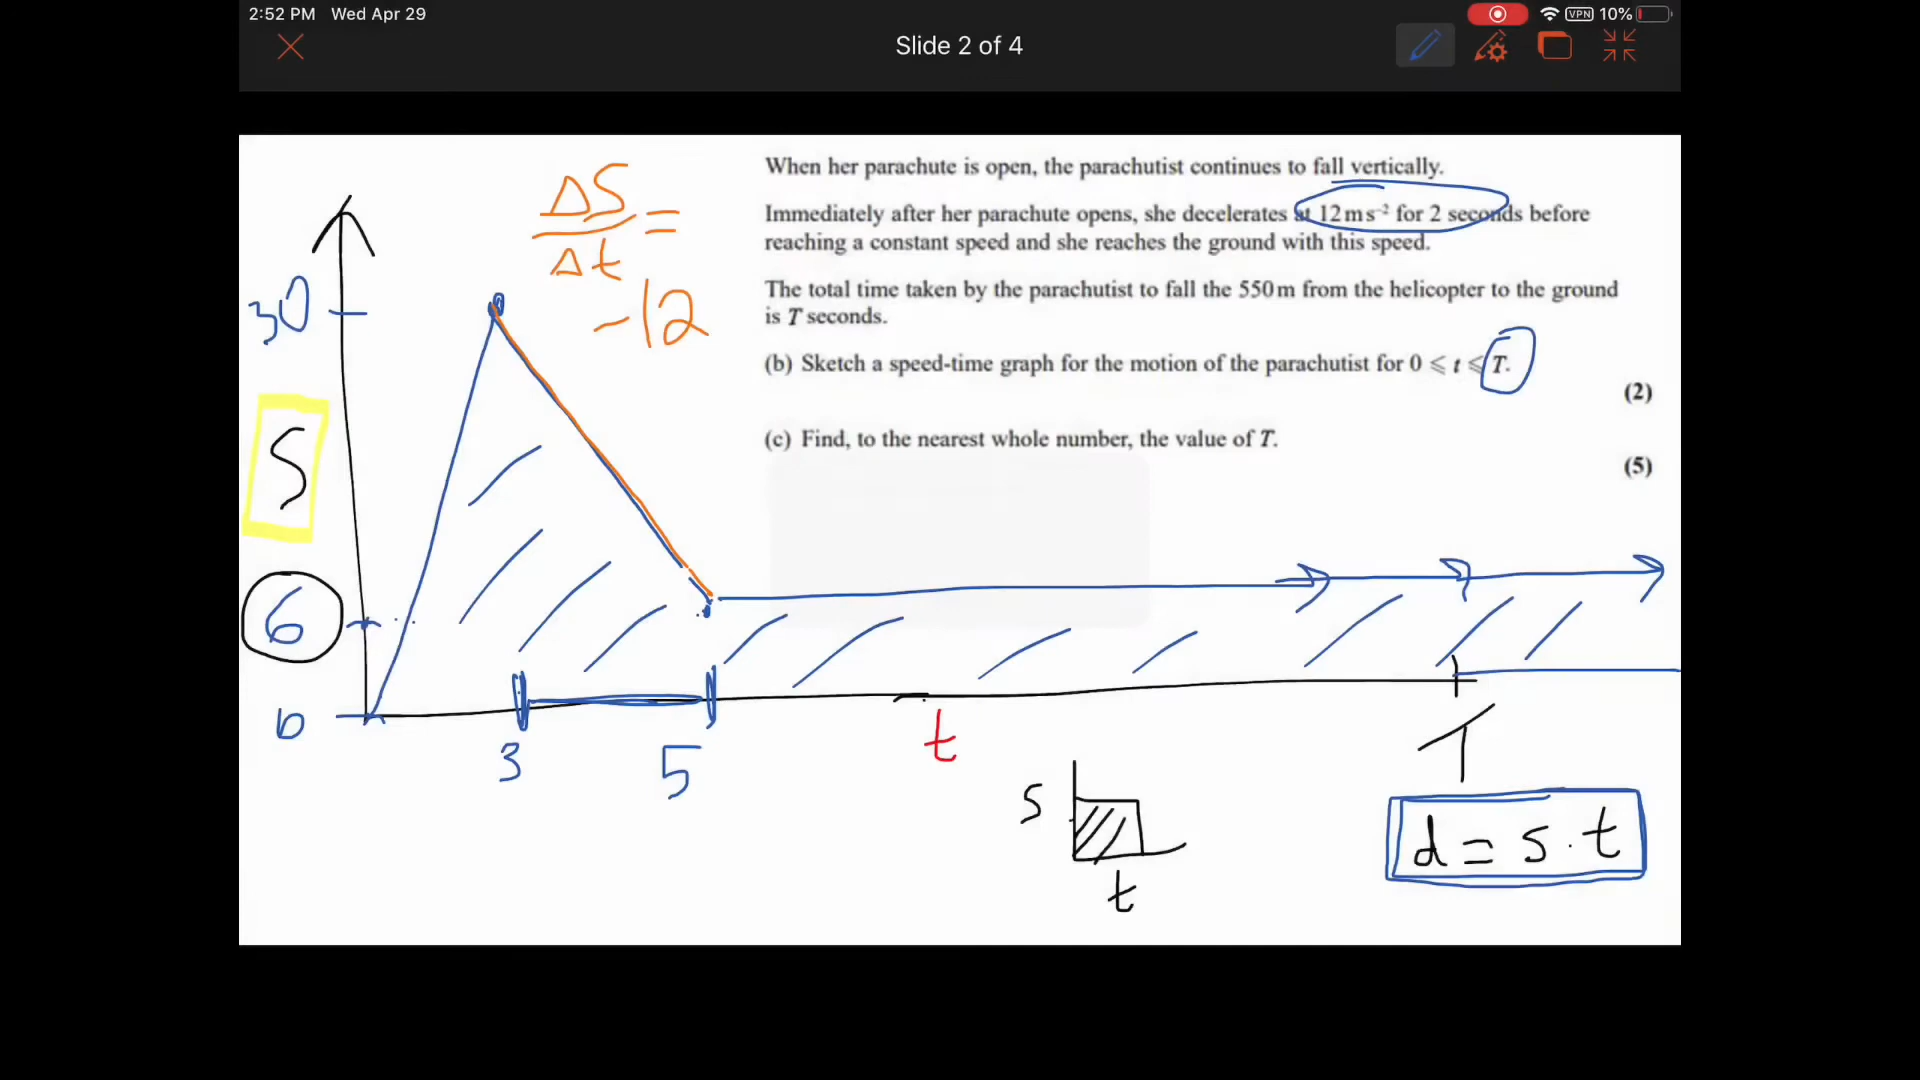 2:52 PM Wed Apr 29
VPN 10%
Slide 2 of 4
When her parachute is open, the parachutist continues to fall vertically.
Immediately after her parachute opens, she decelerates at 12 m s⁻² for 2 seconds before
reaching a constant speed and she reaches the ground with this speed.
The total time taken by the parachutist to fall the 550 m from the helicopter to the ground
is T seconds.
(b) Sketch a speed-time graph for the motion of the parachutist for 0 ⩽ t ⩽ T.
(2)
(c) Find, to the nearest whole number, the value of T.
(5)
ΔS
Δt
=
-12
30
S
6
0
3
5
t
T
S
t
d = s · t